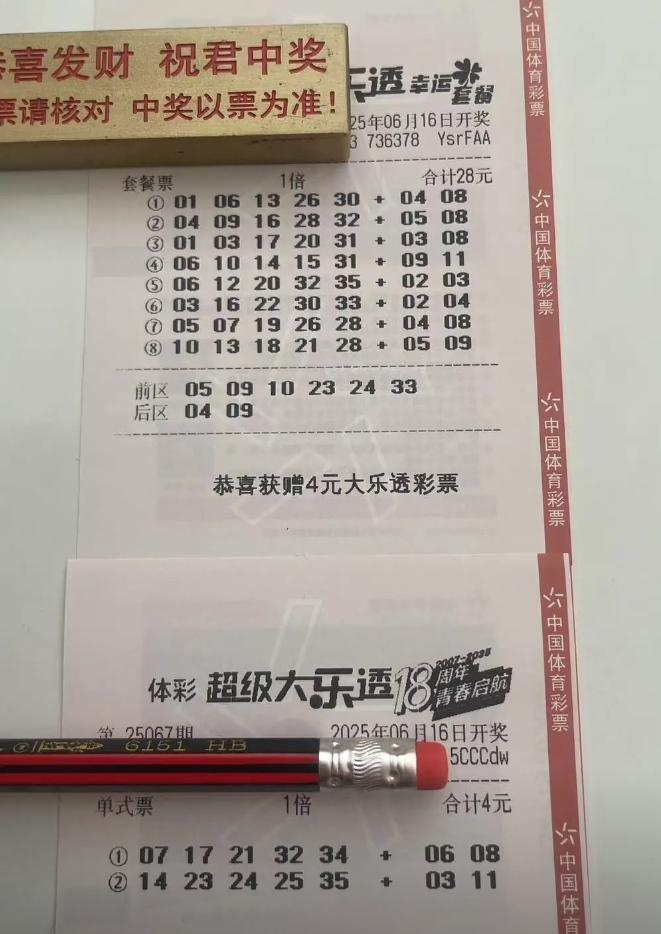 恭喜发财 祝君中奖
票请核对 中奖以票为准!
乐透 幸运套餐
25年06月16日开奖
3 736378 YsrFAA
套餐票 1倍 合计28元
① 01 06 13 26 30 + 04 08
② 04 09 16 28 32 + 05 08
③ 01 03 17 20 31 + 03 08
④ 06 10 14 15 31 + 09 11
⑤ 06 12 20 32 35 + 02 03
⑥ 03 16 22 30 33 + 02 04
⑦ 05 07 19 26 28 + 04 08
⑧ 10 13 18 21 28 + 05 09
前区 05 09 10 23 24 33
后区 04 09
恭喜获赠4元大乐透彩票
中国体育彩票
中国体育彩票
中国体育彩票
体彩 超级大乐透 18周年 2007-2025 青春启航
第 25067期 2025年06月16日开奖
5CCCdw
6151 HB
单式票 1倍 合计4元
① 07 17 21 32 34 + 06 08
② 14 23 24 25 35 + 03 11
中国体育彩票
中国体育